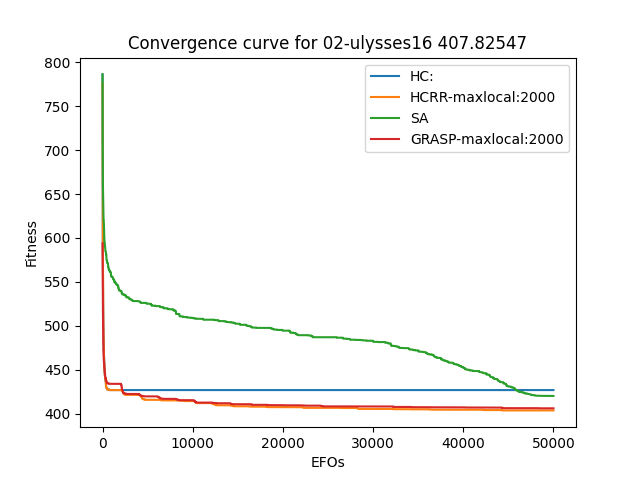 Convergence curve for 02-ulysses16 407.82547
HC:
HCRR-maxlocal:2000
SA
GRASP-maxlocal:2000
Fitness
800
750
700
650
600
550
500
450
400
0 10000 20000 30000 40000 50000
EFOs